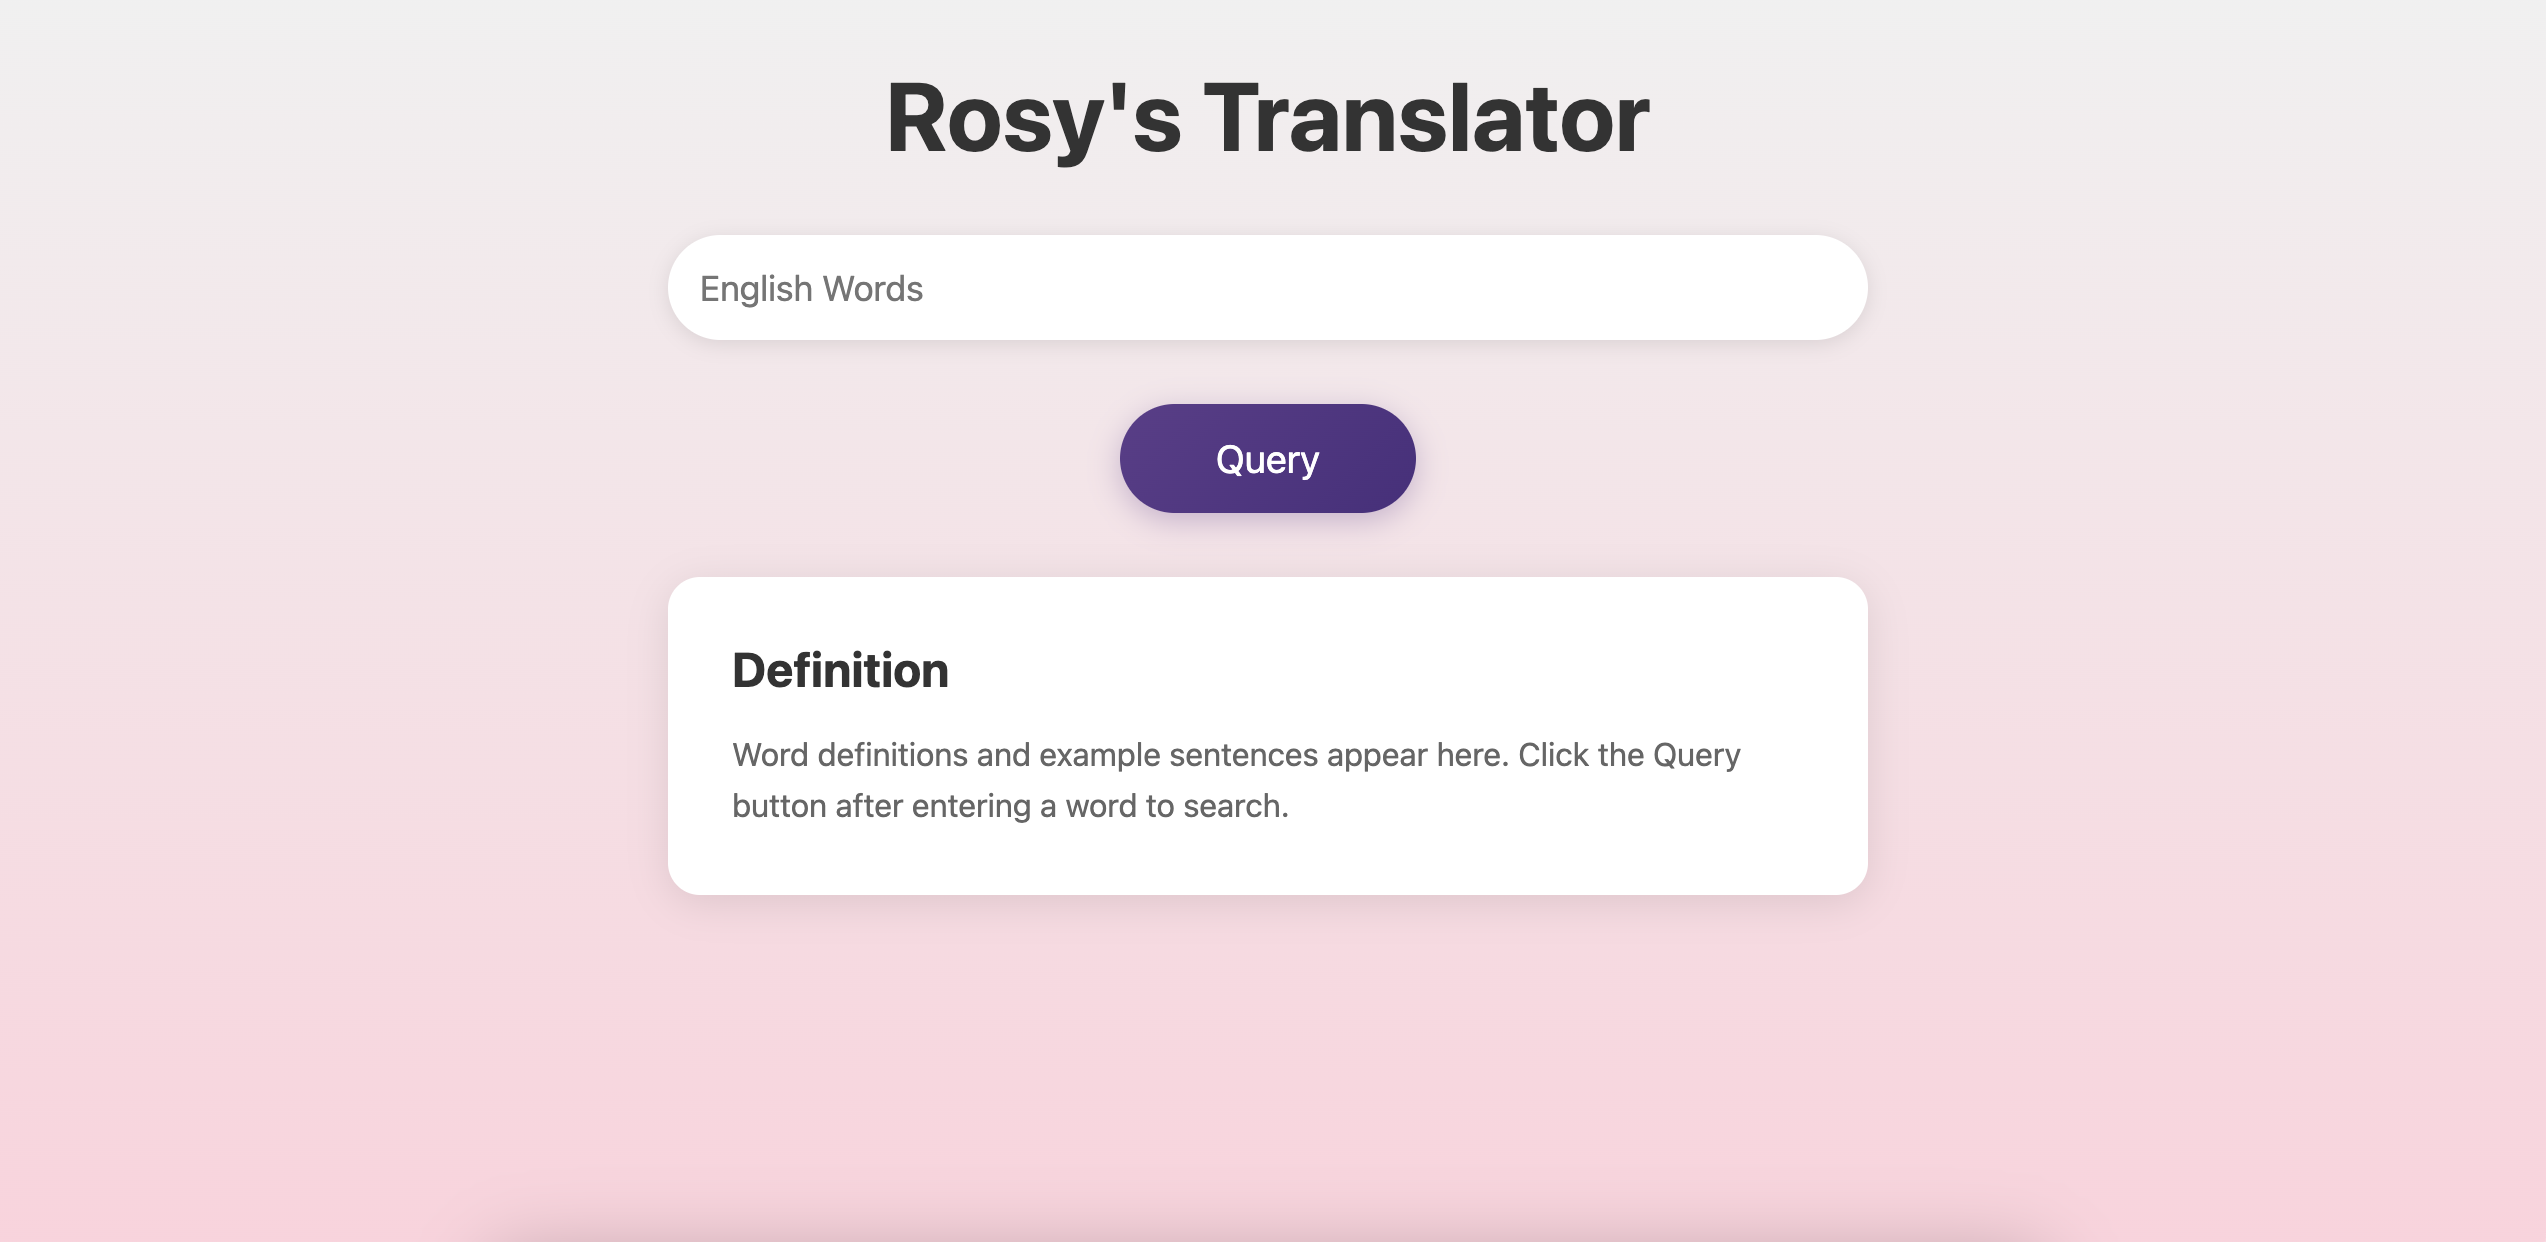 Rosy's Translator
English Words
Query
Definition
Word definitions and example sentences appear here. Click the Query
button after entering a word to search.